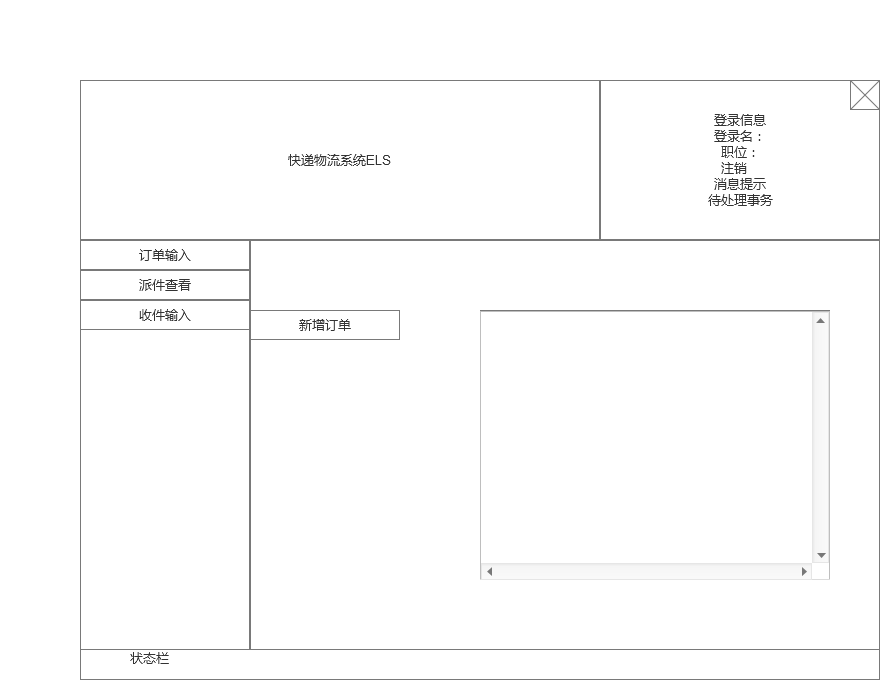 快递物流系统ELS
登录信息
登录名：
职位：
注销
消息提示
待处理事务
订单输入
派件查看
收件输入
新增订单
状态栏